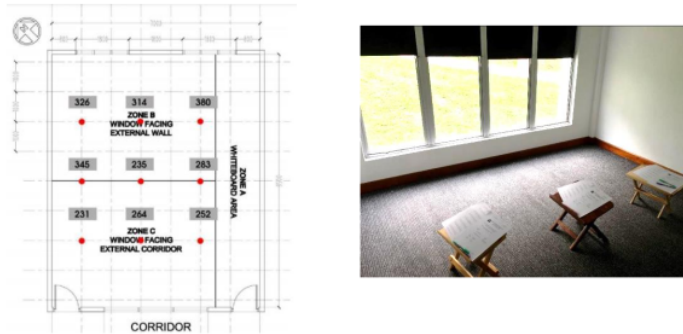 326 314 380
ZONE B
WINDOW FACING
EXTERNAL WALL
345 235 283
ZONE A
WHITEBOARD AREA
231 264 252
ZONE C
WINDOW FACING
EXTERNAL CORRIDOR
CORRIDOR